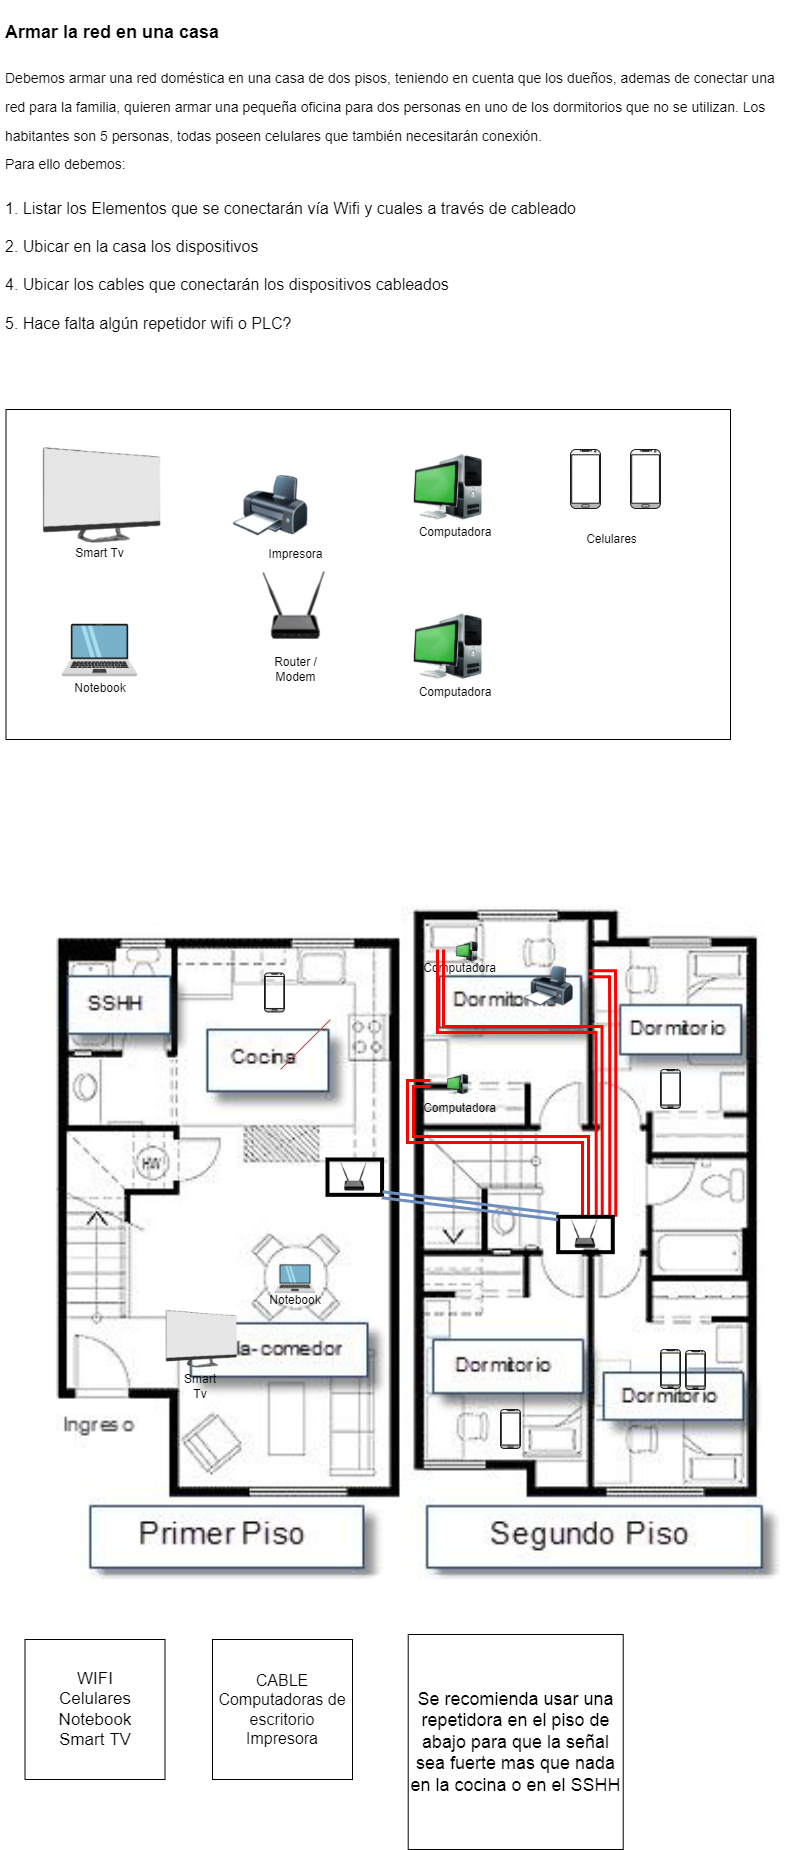 Armar la red en una casa
Debemos armar una red doméstica en una casa de dos pisos, teniendo en cuenta que los dueños, ademas de conectar una
red para la familia, quieren armar una pequeña oficina para dos personas en uno de los dormitorios que no se utilizan. Los
habitantes son 5 personas, todas poseen celulares que también necesitarán conexión.
Para ello debemos:
1. Listar los Elementos que se conectarán vía Wifi y cuales a través de cableado
2. Ubicar en la casa los dispositivos
4. Ubicar los cables que conectarán los dispositivos cableados
5. Hace falta algún repetidor wifi o PLC?
Smart Tv
Impresora
Computadora
Celulares
Notebook
Router /
Modem
Computadora
SSHH
Cocina
HW
Notebook
la-comedor
Smart
Tv
Ingreso
Primer Piso
Computadora
Dormitorio
Dormitorio
Computadora
Dormitorio
Dormitorio
Segundo Piso
WIFI
Celulares
Notebook
Smart TV
CABLE
Computadoras de
escritorio
Impresora
Se recomienda usar una
repetidora en el piso de
abajo para que la señal
sea fuerte mas que nada
en la cocina o en el SSHH